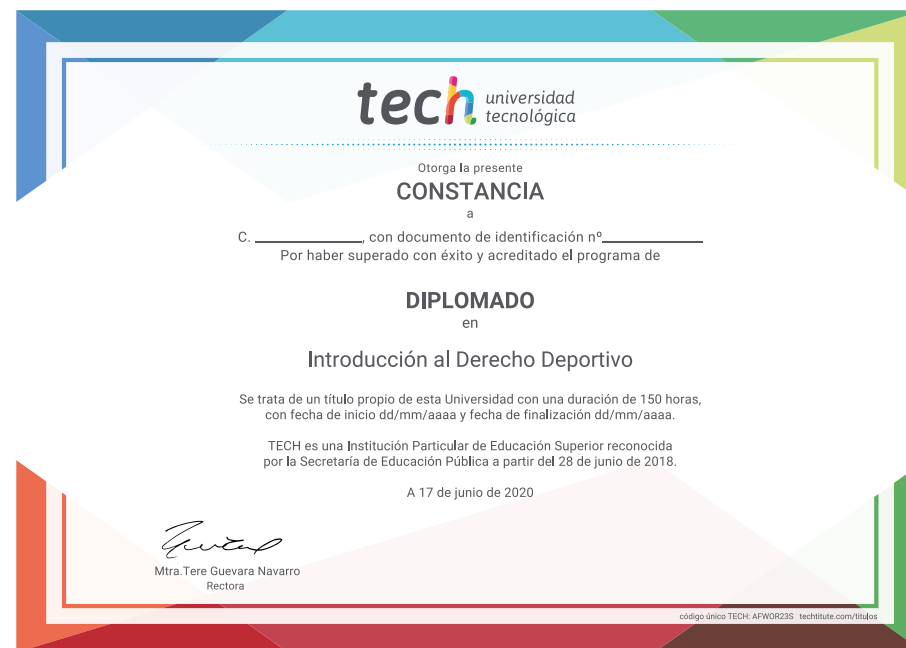 tech universidad
tecnológica
Otorga la presente
CONSTANCIA
a
C. ______________, con documento de identificación nº______________
Por haber superado con éxito y acreditado el programa de
DIPLOMADO
en
Introducción al Derecho Deportivo
Se trata de un título propio de esta Universidad con una duración de 150 horas,
con fecha de inicio dd/mm/aaaa y fecha de finalización dd/mm/aaaa.
TECH es una Institución Particular de Educación Superior reconocida
por la Secretaría de Educación Pública a partir del 28 de junio de 2018.
A 17 de junio de 2020
Mtra.Tere Guevara Navarro
Rectora
código único TECH: AFWOR23S techtitute.com/titulos